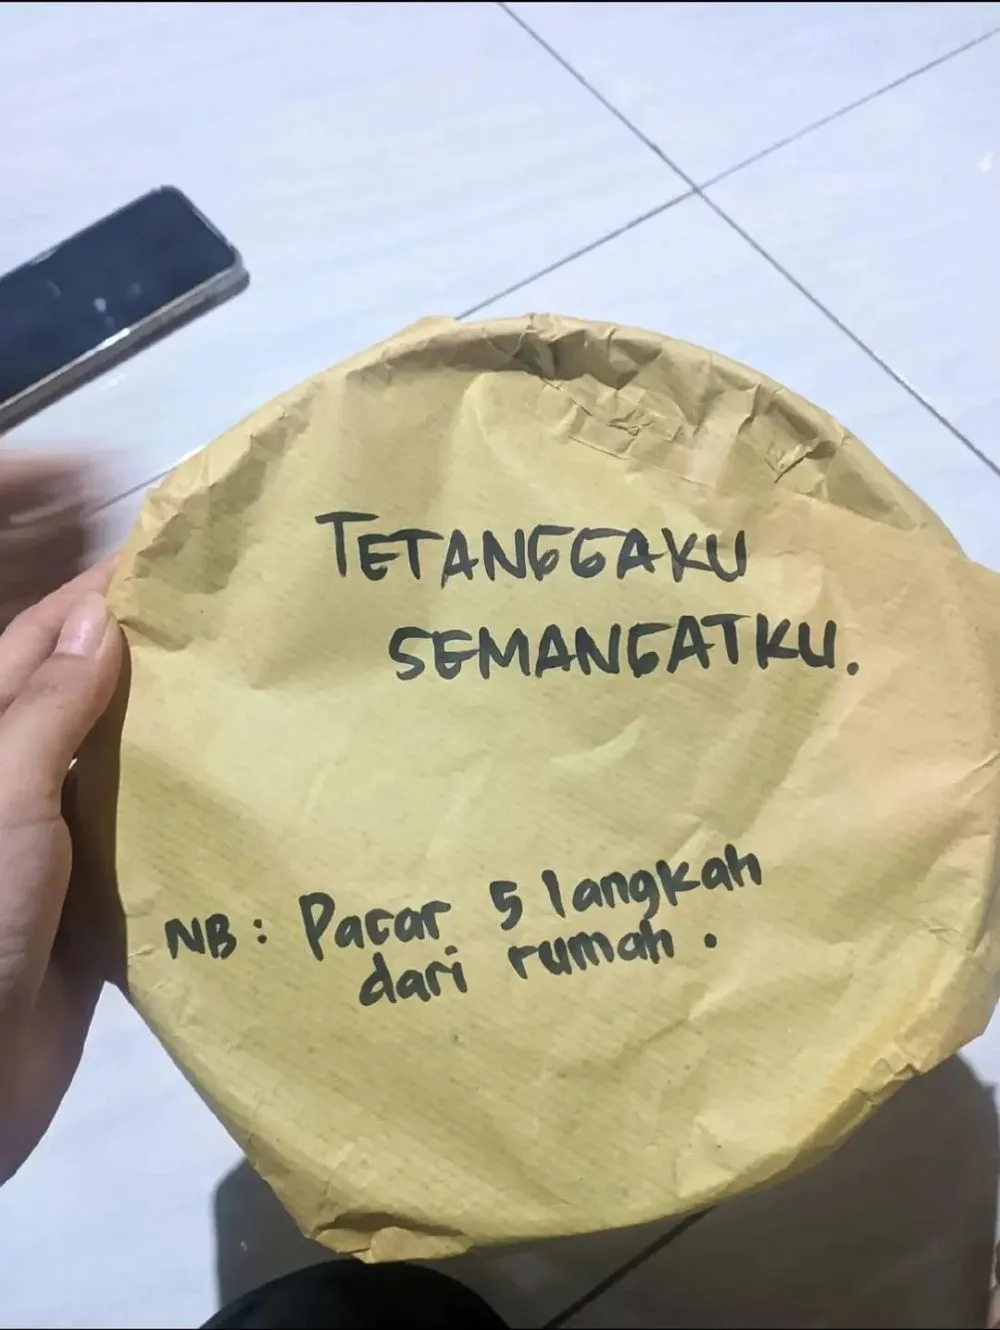 TETANGGAKU
SEMANGATKU.
NB: Pacar 5 langkah
dari rumah.